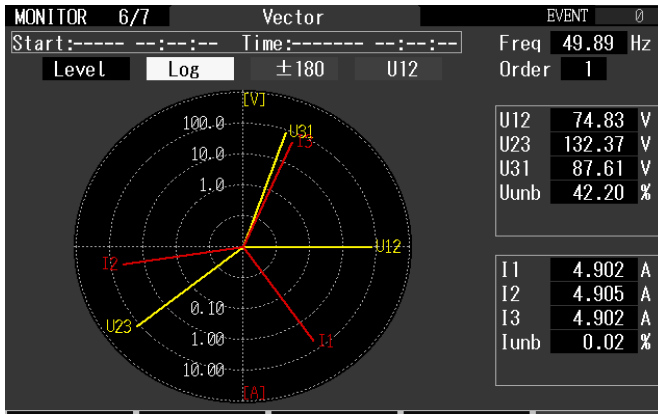 MONITOR 6/7 Vector EVENT 0
Start:----- --:--:-- Time:------- --:--:--
Freq 49.89 Hz
Level Log ±180 U12
Order 1
[V]
100.0
10.0
1.0
U31
I3
U12
I2
U23
I1
0.10
1.00
10.00
[A]
U12 74.83 V
U23 132.37 V
U31 87.61 V
Uunb 42.20 %
I1 4.902 A
I2 4.905 A
I3 4.902 A
Iunb 0.02 %